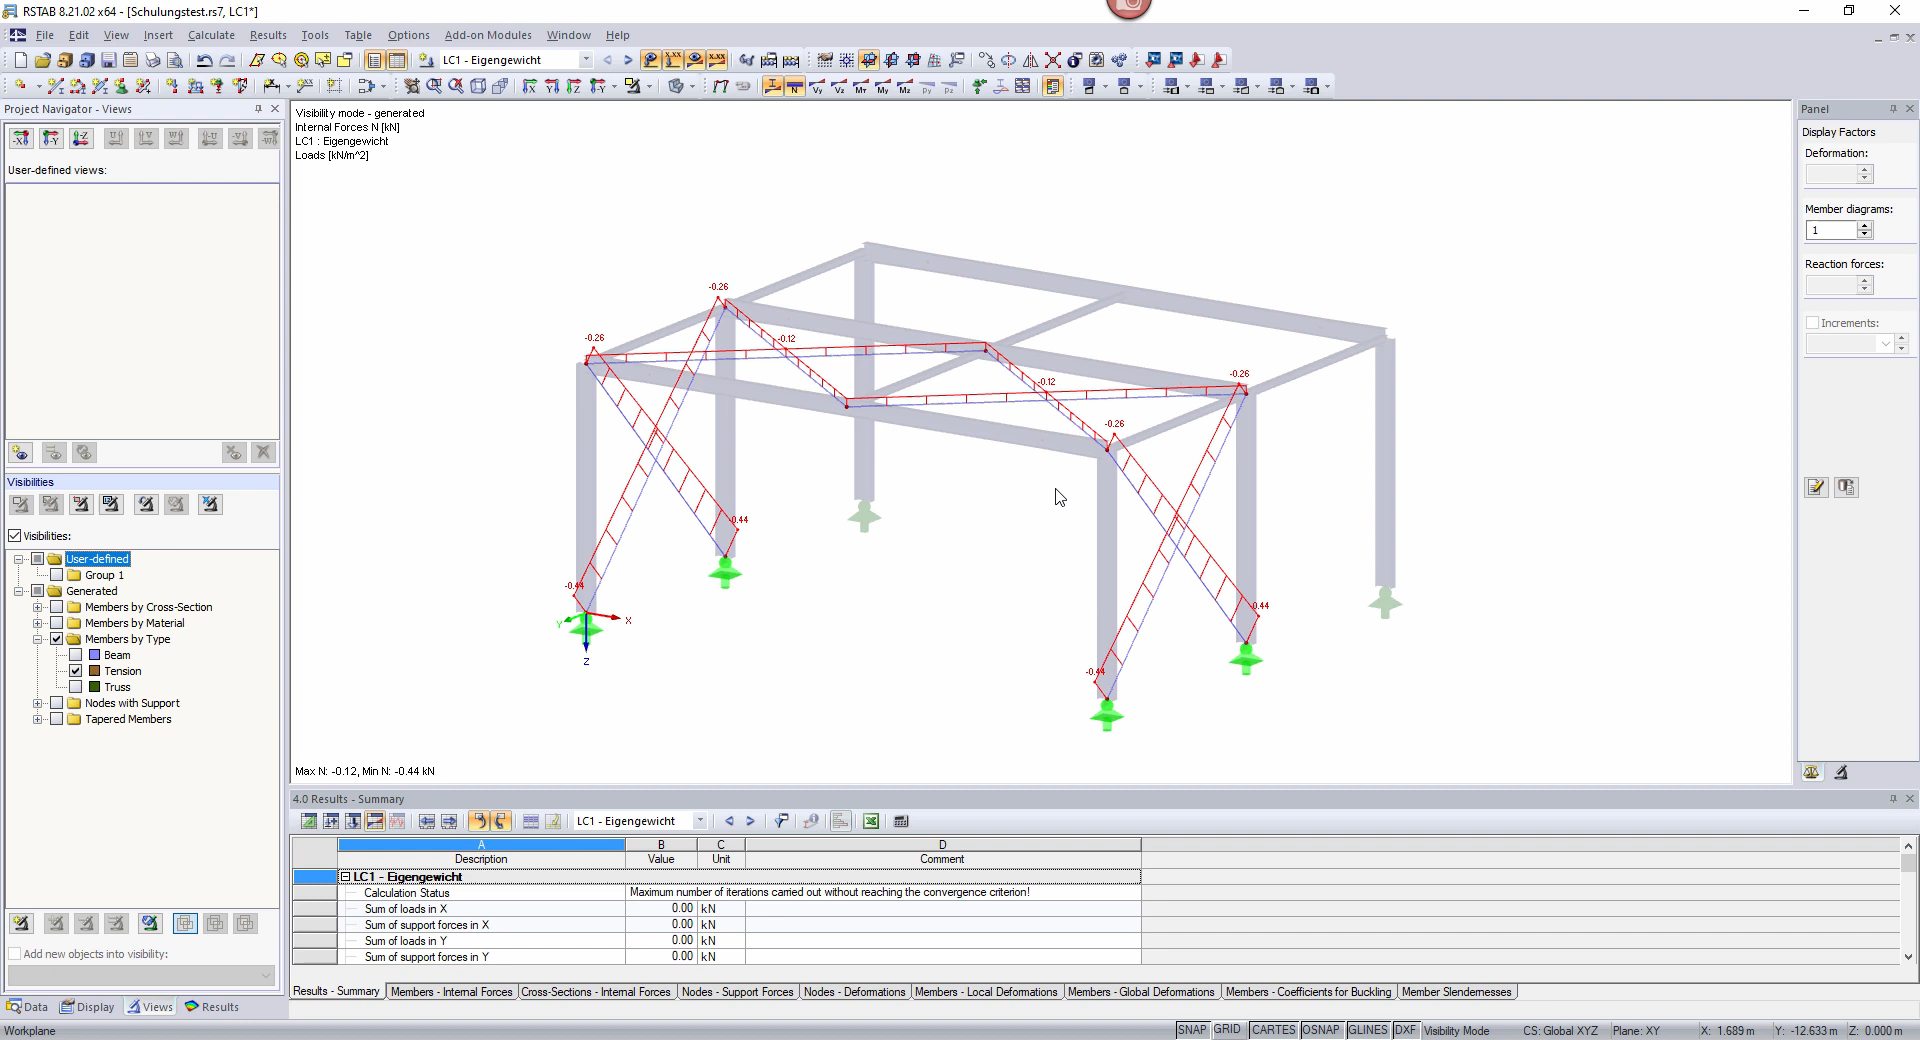 RSTAB 8.21.02 x64 - [Schulungstest.rs7, LC1*]
File Edit View Insert Calculate Results Tools Table Options Add-on Modules Window Help
LC1 - Eigengewicht
Project Navigator - Views
User-defined views:
Visibilities
Visibilities:
User-defined
Group 1
Generated
Members by Cross-Section
Members by Material
Members by Type
Beam
Tension
Truss
Nodes with Support
Tapered Members
Add new objects into visibility:
Data Display Views Results
Visibility mode - generated
Internal Forces N [kN]
LC1 : Eigengewicht
Loads [kN/m^2]
-0.26
-0.26
-0.12
-0.26
-0.12
-0.26
-0.44
-0.44
-0.44
-0.44
X
Y
Z
Max N: -0.12, Min N: -0.44 kN
Panel
Display Factors
Deformation:
Member diagrams:
1
Reaction forces:
Increments:
4.0 Results - Summary
LC1 - Eigengewicht
A B C D
Description Value Unit Comment
LC1 - Eigengewicht
Calculation Status Maximum number of iterations carried out without reaching the convergence criterion!
Sum of loads in X 0.00 kN
Sum of support forces in X 0.00 kN
Sum of loads in Y 0.00 kN
Sum of support forces in Y 0.00 kN
Results - Summary Members - Internal Forces Cross-Sections - Internal Forces Nodes - Support Forces Nodes - Deformations Members - Local Deformations Members - Global Deformations Members - Coefficients for Buckling Member Slendernesses
Workplane SNAP GRID CARTES OSNAP GLINES DXF Visibility Mode CS: Global XYZ Plane: XY X: 1.689 m Y: -12.633 m Z: 0.000 m